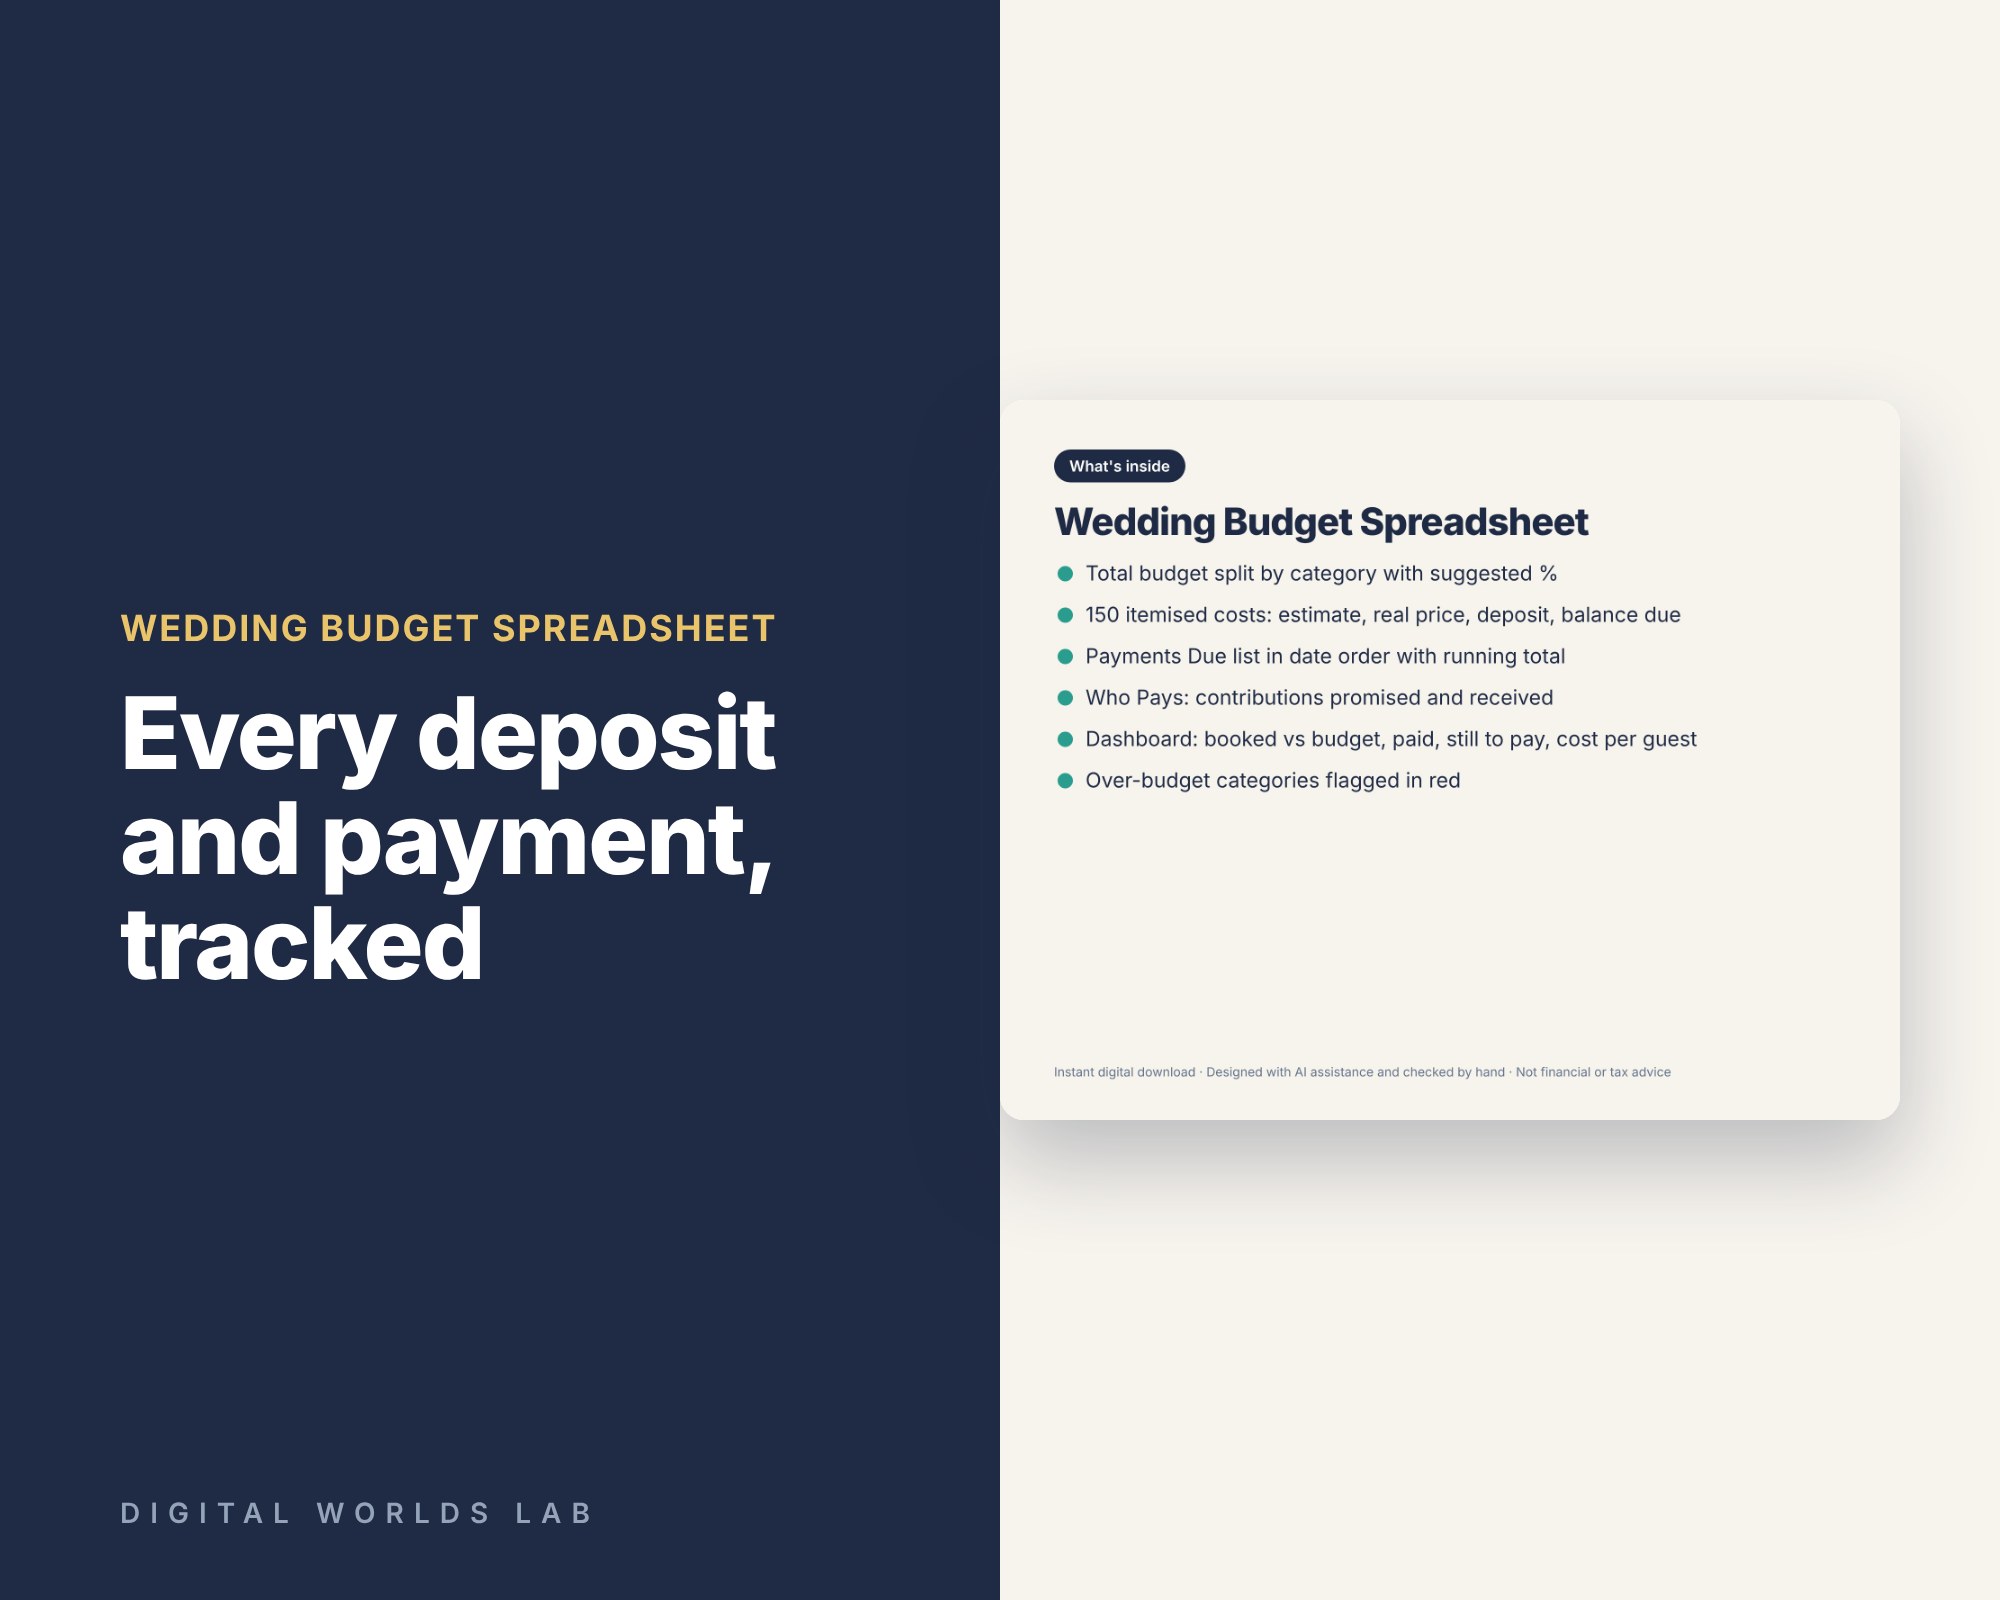 WEDDING BUDGET SPREADSHEET
Every deposit
and payment,
tracked
DIGITAL WORLDS LAB
What's inside
Wedding Budget Spreadsheet
Total budget split by category with suggested %
150 itemised costs: estimate, real price, deposit, balance due
Payments Due list in date order with running total
Who Pays: contributions promised and received
Dashboard: booked vs budget, paid, still to pay, cost per guest
Over-budget categories flagged in red
Instant digital download · Designed with AI assistance and checked by hand · Not financial or tax advice